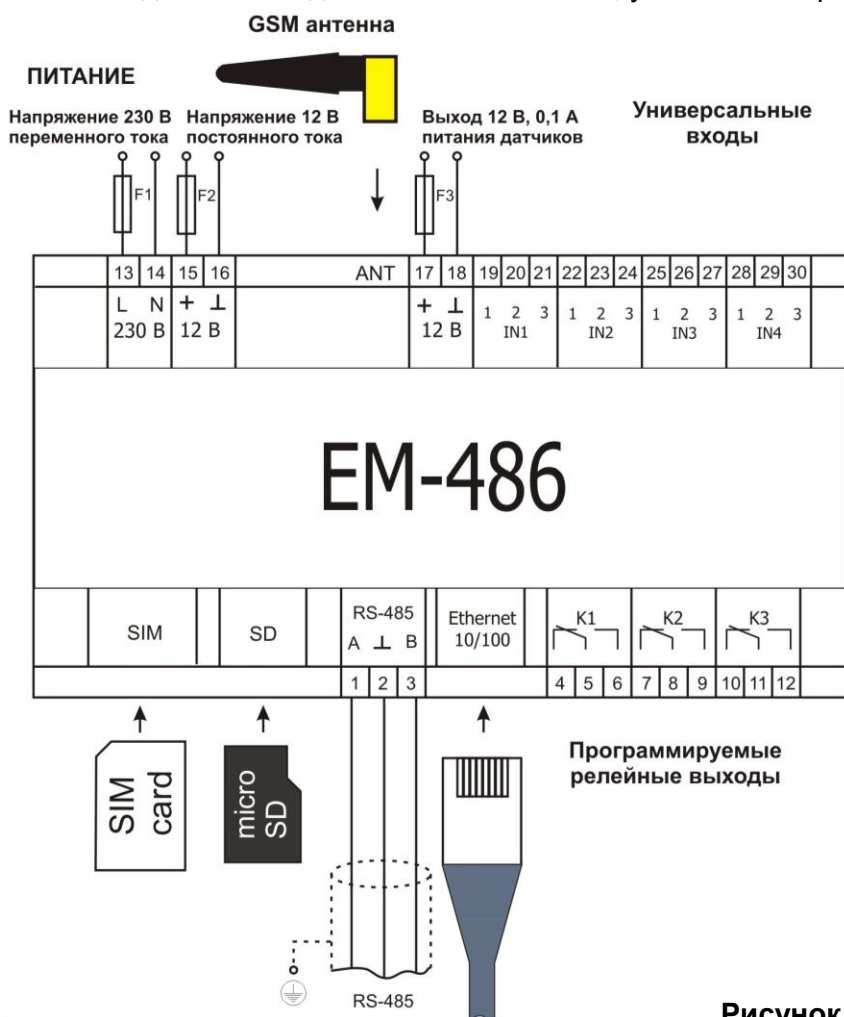 GSM антенна
ПИТАНИЕ
Напряжение 230 В
переменного тока
Напряжение 12 В
постоянного тока
Выход 12 В, 0,1 А
питания датчиков
Универсальные
входы
F1
F2
F3
13 14 15 16 ANT 17 18 19 20 21 22 23 24 25 26 27 28 29 30
L N
230 В
+ ⊥
12 В
+ ⊥
12 В
1 2 3
IN1
1 2 3
IN2
1 2 3
IN3
1 2 3
IN4
EM-486
SIM
SD
RS-485
A ⊥ B
Ethernet
10/100
K1
K2
K3
1 2 3 4 5 6 7 8 9 10 11 12
SIM
card
micro
SD
Программируемые
релейные выходы
RS-485
Рисунок